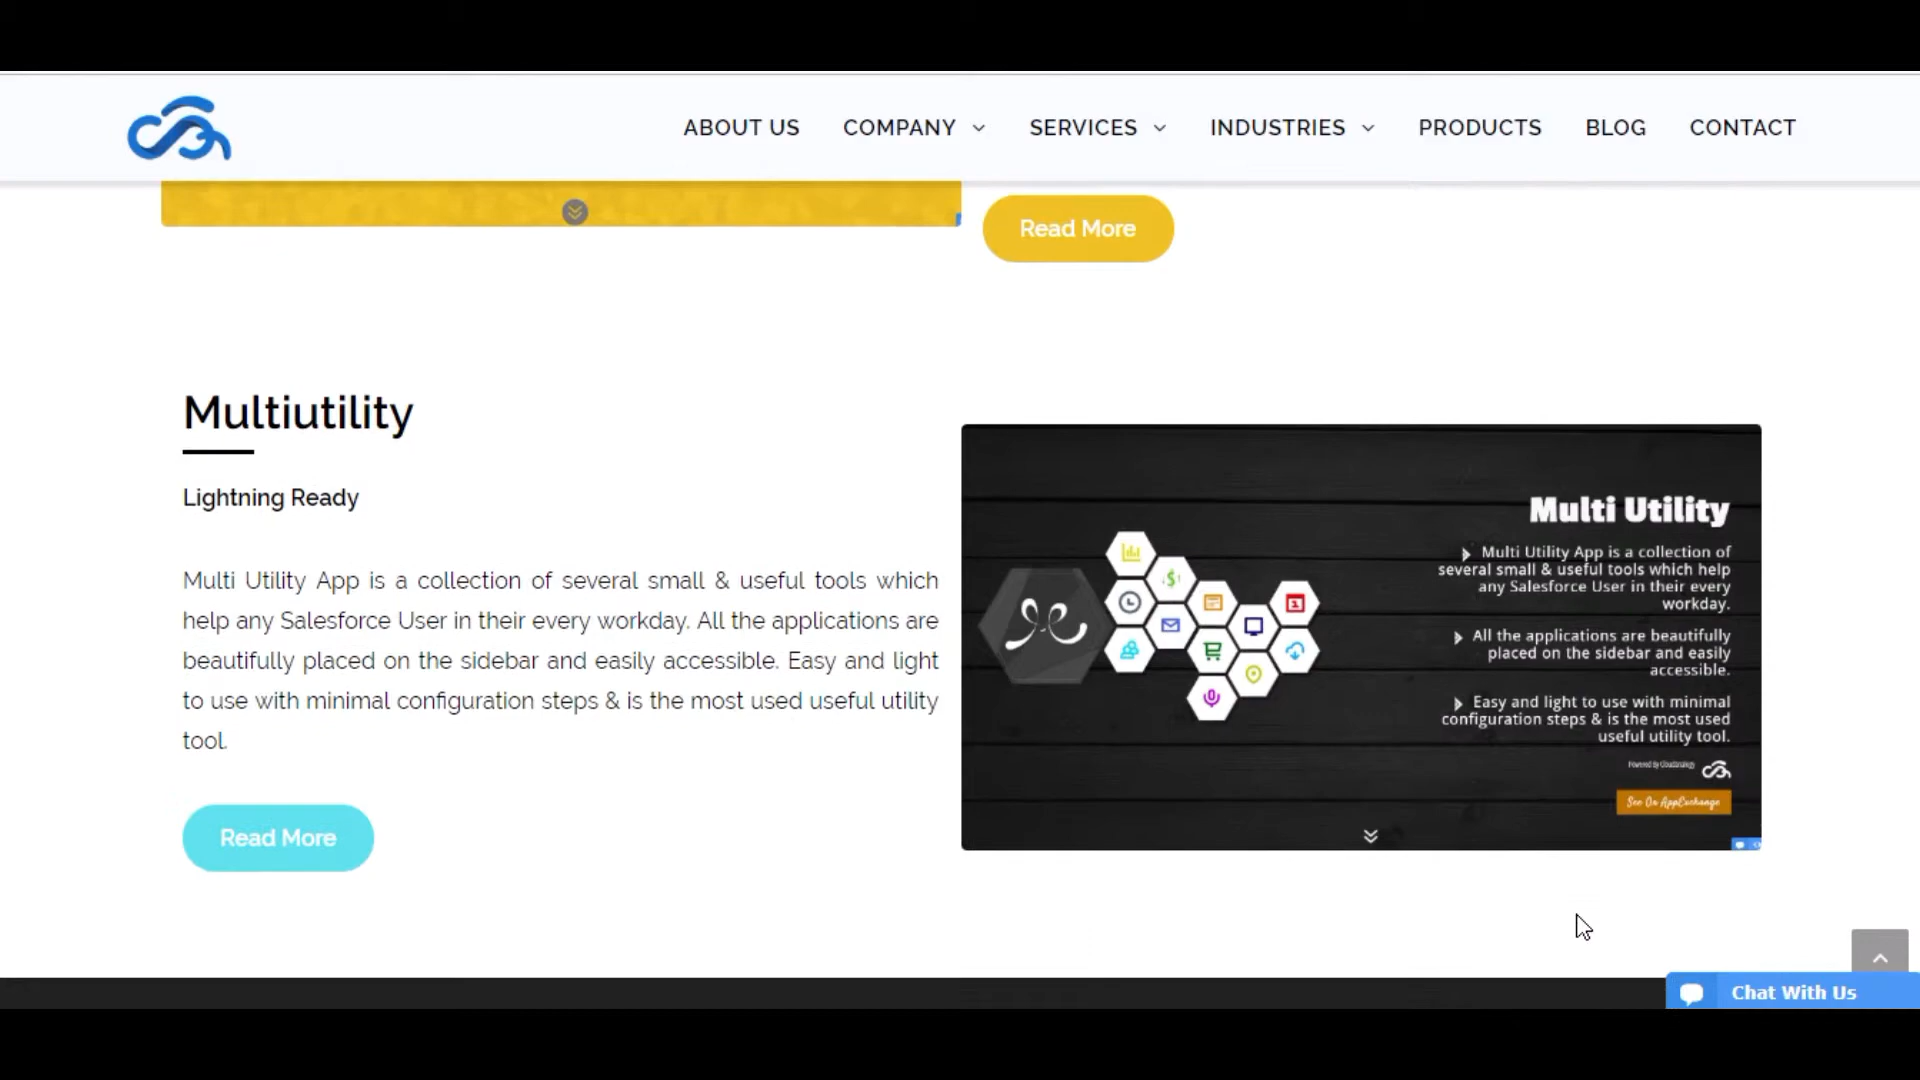 ABOUT US COMPANY SERVICES INDUSTRIES PRODUCTS BLOG CONTACT
Read More
Multiutility
Lightning Ready
Multi Utility App is a collection of several small & useful tools which
help any Salesforce User in their every workday. All the applications are
beautifully placed on the sidebar and easily accessible. Easy and light
to use with minimal configuration steps & is the most used useful utility
tool.
Read More
Multi Utility
Multi Utility App is a collection of
several small & useful tools which help
any Salesforce User in their every
workday.
All the applications are beautifully
placed on the sidebar and easily
accessible.
Easy and light to use with minimal
configuration steps & is the most used
useful utility tool.
Powered by Cloudanalogy
See On AppExchange
Chat With Us